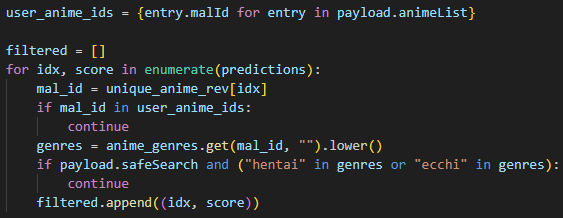 user_anime_ids = {entry.malId for entry in payload.animeList}

filtered = []
for idx, score in enumerate(predictions):
    mal_id = unique_anime_rev[idx]
    if mal_id in user_anime_ids:
        continue
    genres = anime_genres.get(mal_id, "").lower()
    if payload.safeSearch and ("hentai" in genres or "ecchi" in genres):
        continue
    filtered.append((idx, score))